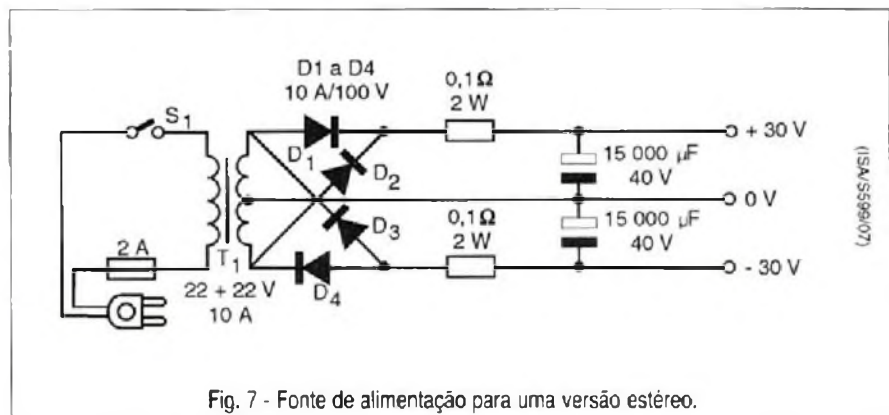 D1 a D4
10 A/100 V
0,1Ω
2 W
S1
D1
D2
+ 30 V
15 000 µF
40 V
0 V
D3
0,1Ω
2 W
15 000 µF
40 V
2 A
T1
22 + 22 V
10 A
D4
- 30 V
(ISA/S599/07)
Fig. 7 - Fonte de alimentação para uma versão estéreo.